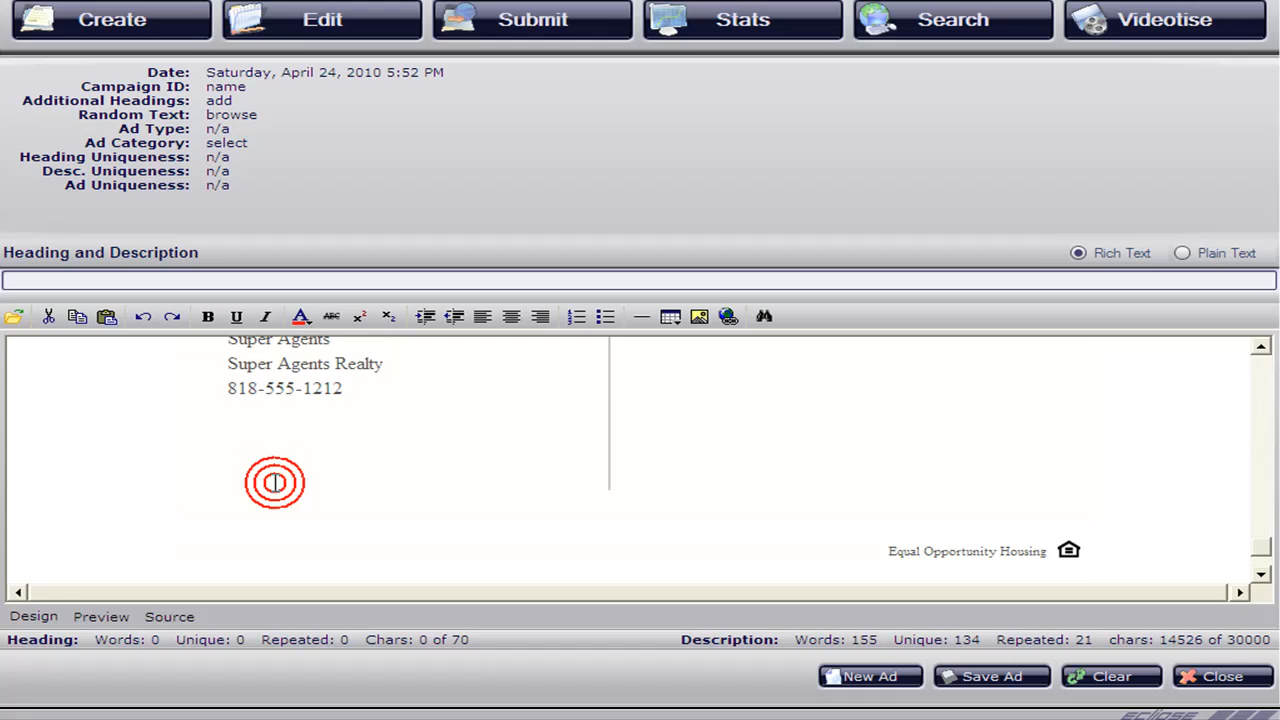 Create Edit Submit Stats Search Videotise
Date: Saturday, April 24, 2010 5:52 PM
Campaign ID: name
Additional Headings: add
Random Text: browse
Ad Type: n/a
Ad Category: select
Heading Uniqueness: n/a
Desc. Uniqueness: n/a
Ad Uniqueness: n/a
Heading and Description Rich Text Plain Text
B U I A ABC x² x₂
Super Agents
Super Agents Realty
818-555-1212
Equal Opportunity Housing
Design Preview Source
Heading: Words: 0 Unique: 0 Repeated: 0 Chars: 0 of 70 Description: Words: 155 Unique: 134 Repeated: 21 chars: 14526 of 30000
New Ad Save Ad Clear Close
ECLIPSE